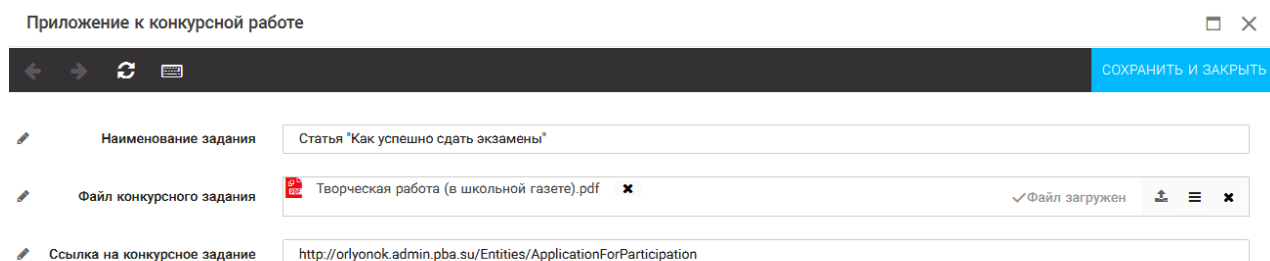 Приложение к конкурсной работе
СОХРАНИТЬ И ЗАКРЫТЬ
Наименование задания Статья "Как успешно сдать экзамены"
Файл конкурсного задания Творческая работа (в школьной газете).pdf Файл загружен
Ссылка на конкурсное задание http://orlyonok.admin.pba.su/Entities/ApplicationForParticipation